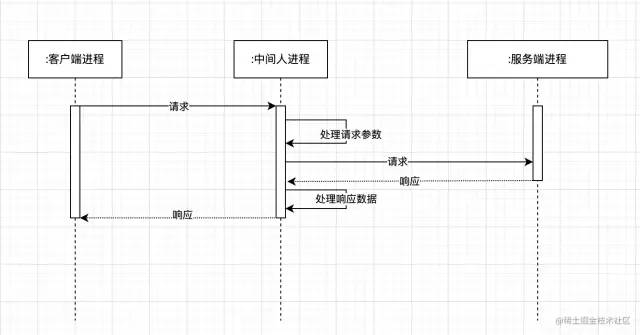 :客户端进程
:中间人进程
:服务端进程
请求
处理请求参数
请求
响应
处理响应数据
响应
@稀土掘金技术社区